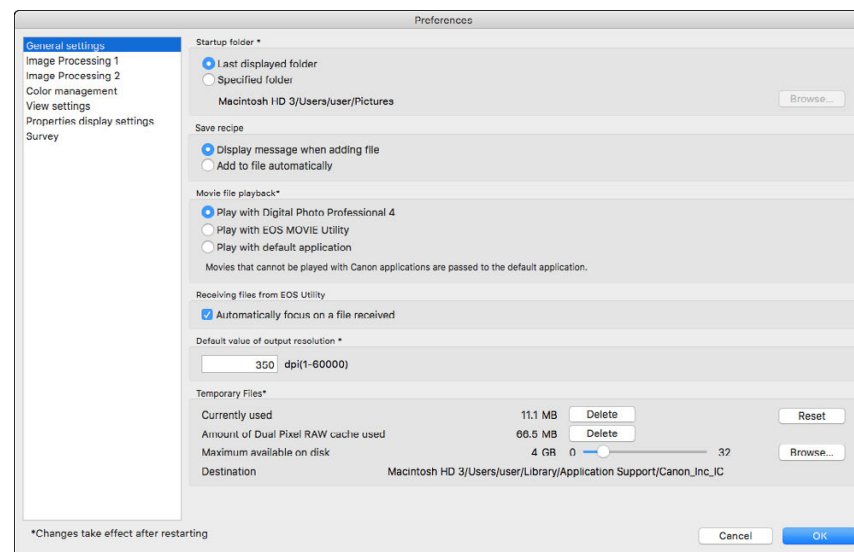 Preferences
General settings
Image Processing 1
Image Processing 2
Color management
View settings
Properties display settings
Survey
Startup folder *
Last displayed folder
Specified folder
Macintosh HD 3/Users/user/Pictures
Browse...
Save recipe
Display message when adding file
Add to file automatically
Movie file playback*
Play with Digital Photo Professional 4
Play with EOS MOVIE Utility
Play with default application
Movies that cannot be played with Canon applications are passed to the default application.
Receiving files from EOS Utility
Automatically focus on a file received
Default value of output resolution *
350 dpi(1-60000)
Temporary Files*
Currently used 11.1 MB Delete Reset
Amount of Dual Pixel RAW cache used 66.5 MB Delete
Maximum available on disk 4 GB 0 32 Browse...
Destination Macintosh HD 3/Users/user/Library/Application Support/Canon_Inc_IC
*Changes take effect after restarting
Cancel OK